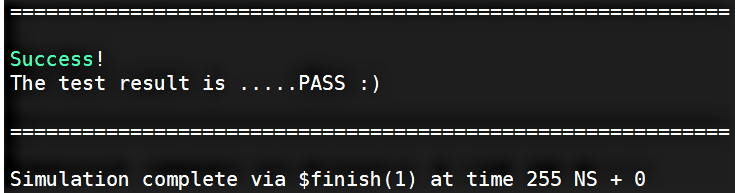 ============================================================
Success!
The test result is .....PASS :)
============================================================
Simulation complete via $finish(1) at time 255 NS + 0